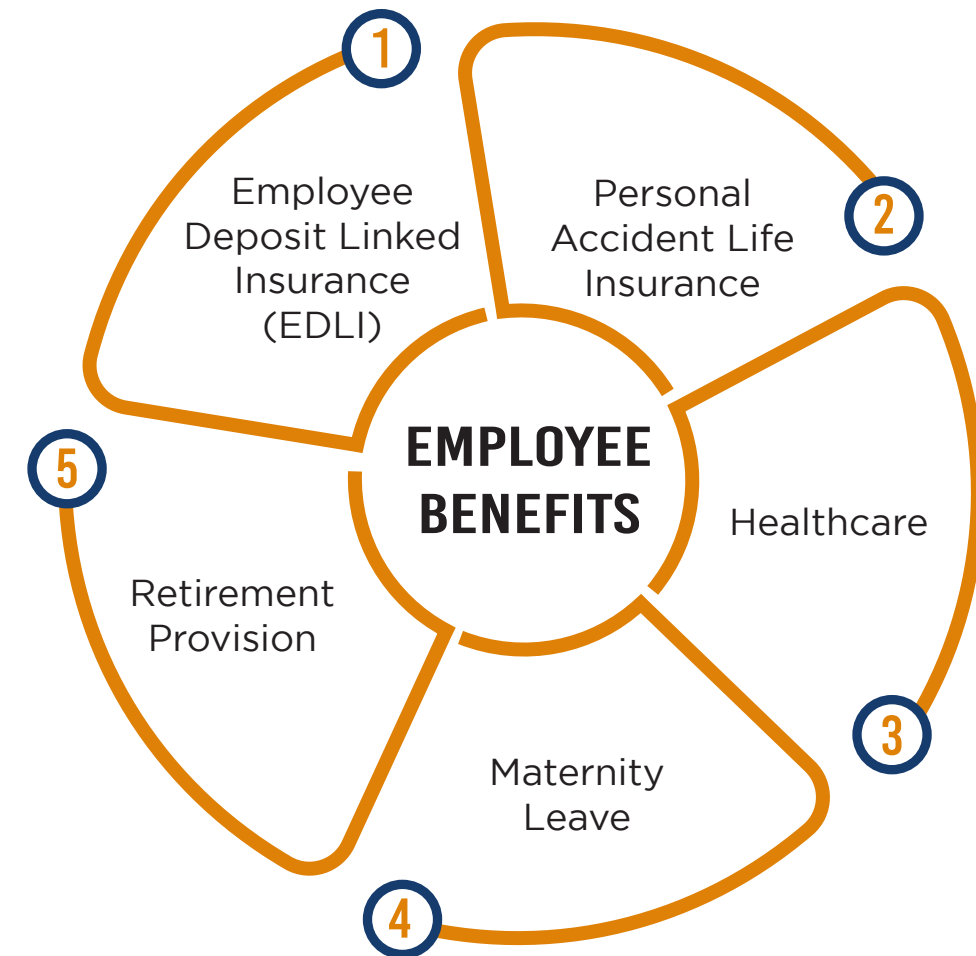 EMPLOYEE
BENEFITS
1
Employee
Deposit Linked
Insurance
(EDLI)
2
Personal
Accident Life
Insurance
3
Healthcare
4
Maternity
Leave
5
Retirement
Provision